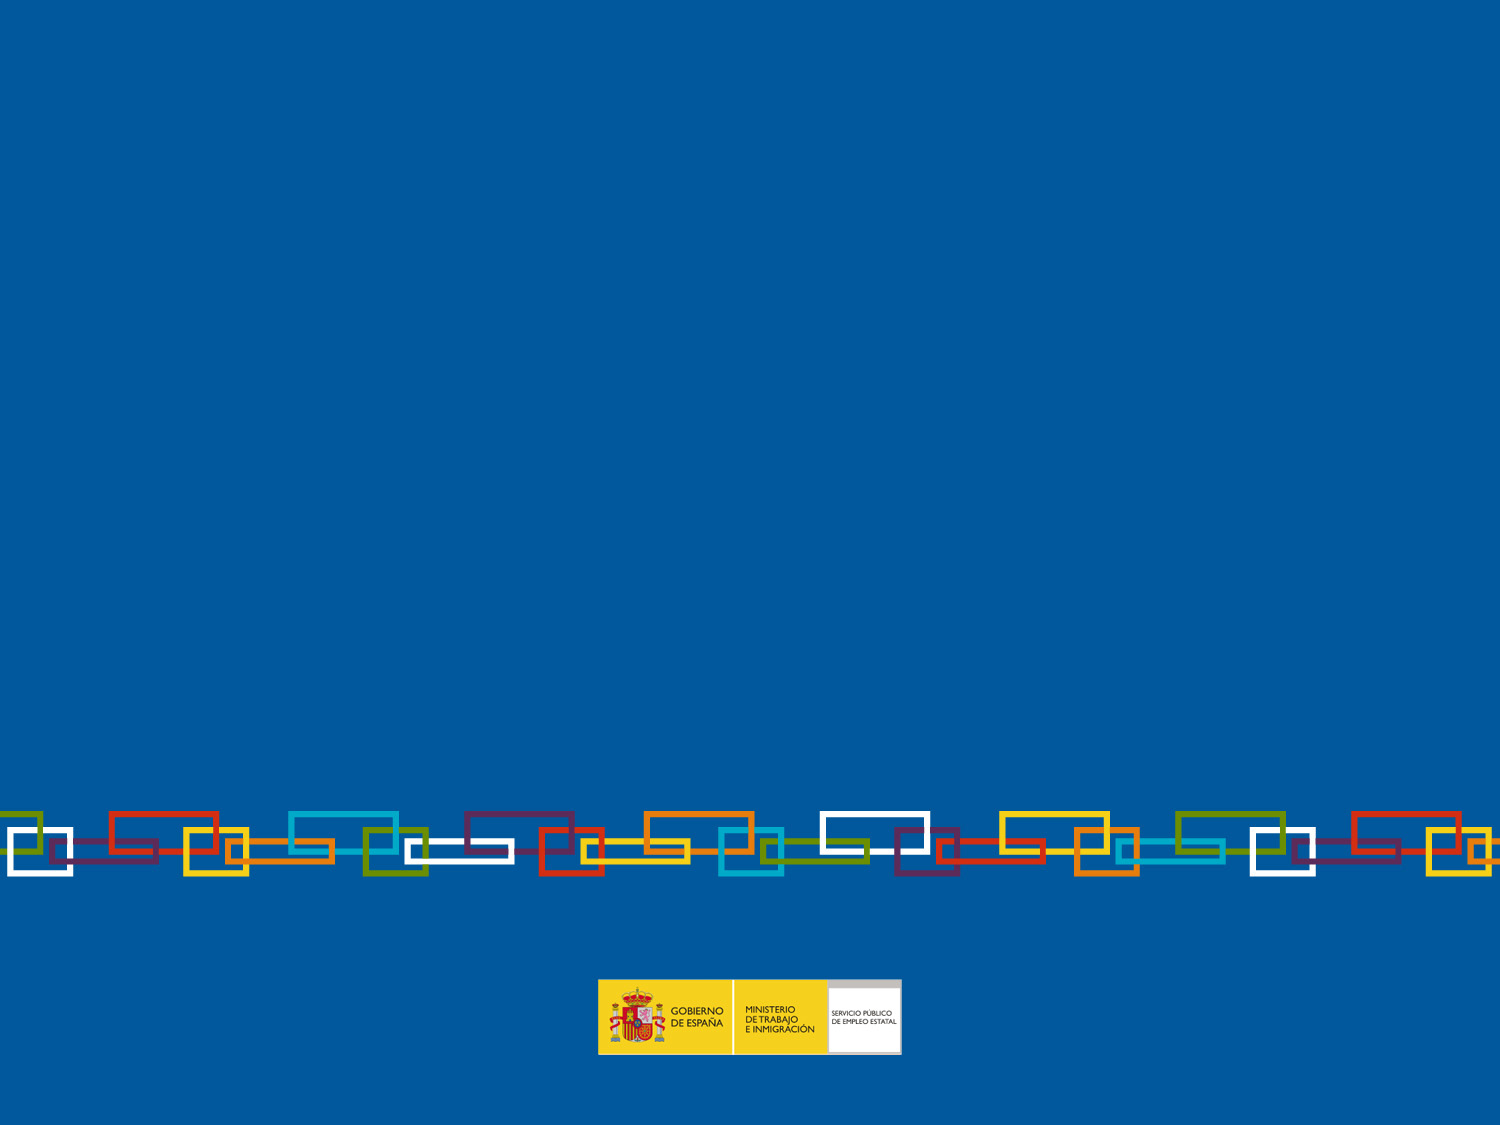 GOBIERNO
DE ESPAÑA
MINISTERIO
DE TRABAJO
E INMIGRACIÓN
SERVICIO PÚBLICO
DE EMPLEO ESTATAL